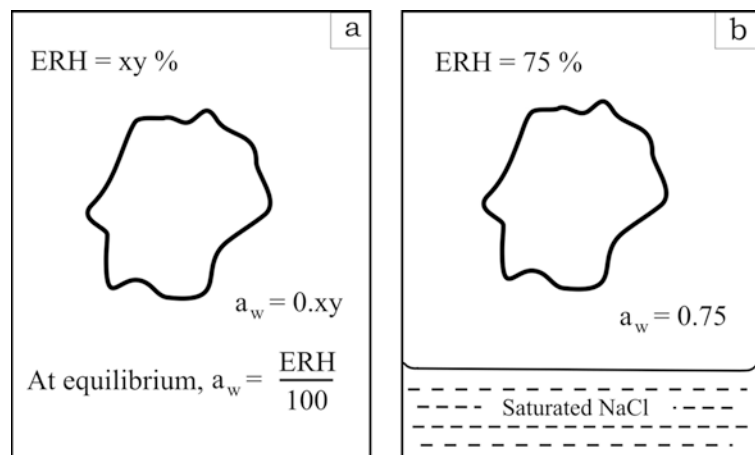 a
ERH = xy %
a_w = 0.xy
At equilibrium, a_w = ERH / 100
b
ERH = 75 %
a_w = 0.75
Saturated NaCl